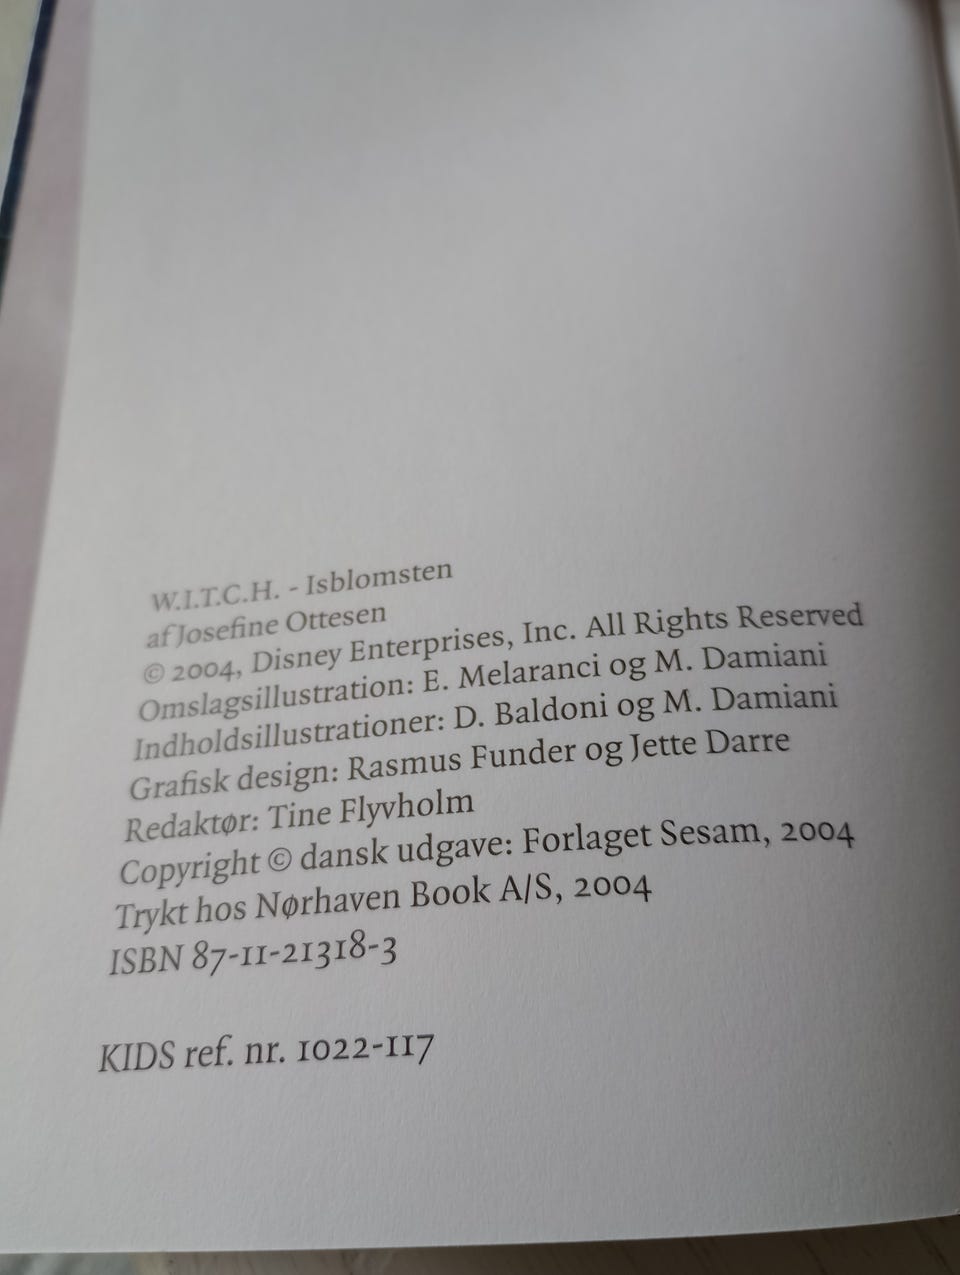 W.I.T.C.H. - Isblomsten
af Josefine Ottesen
© 2004, Disney Enterprises, Inc. All Rights Reserved
Omslagsillustration: E. Melaranci og M. Damiani
Indholdsillustrationer: D. Baldoni og M. Damiani
Grafisk design: Rasmus Funder og Jette Darre
Redaktør: Tine Flyvholm
Copyright © dansk udgave: Forlaget Sesam, 2004
Trykt hos Nørhaven Book A/S, 2004
ISBN 87-11-21318-3
KIDS ref. nr. 1022-117